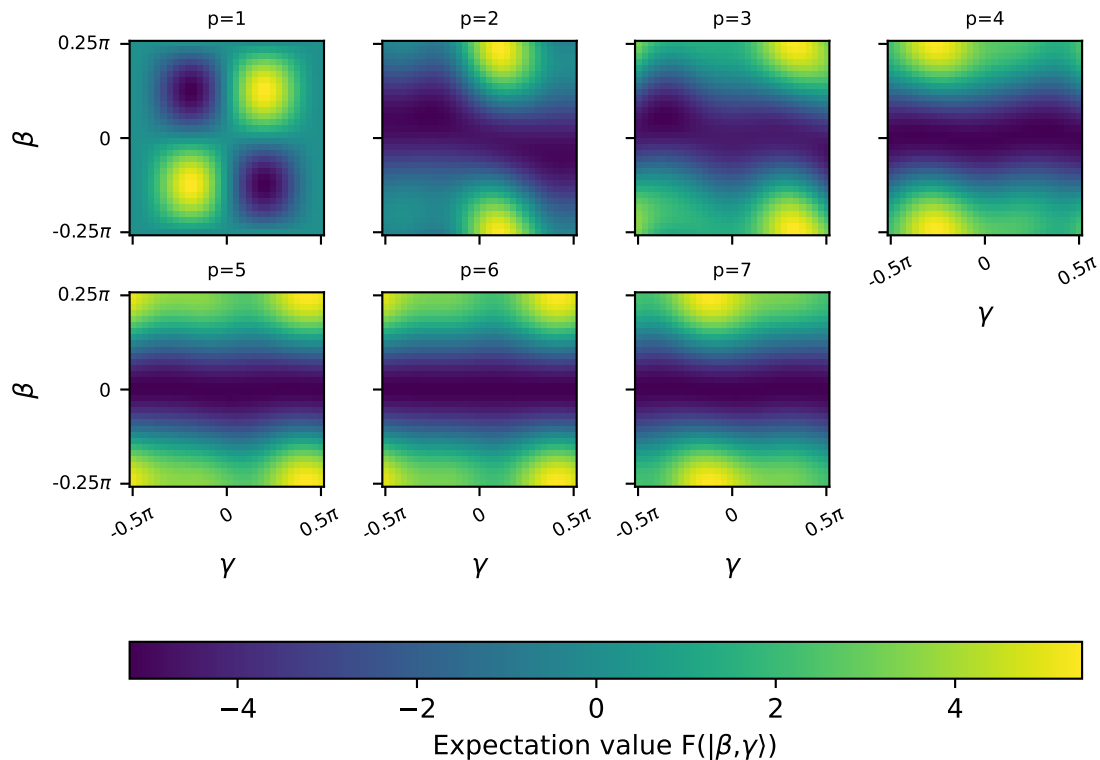 p=1
p=2
p=3
p=4
0.25π
0
-0.25π
β
-0.5π
0
0.5π
γ
p=5
p=6
p=7
0.25π
0
-0.25π
β
-0.5π
0
0.5π
-0.5π
0
0.5π
-0.5π
0
0.5π
γ
γ
γ
−4
−2
0
2
4
Expectation value F(|β,γ⟩)